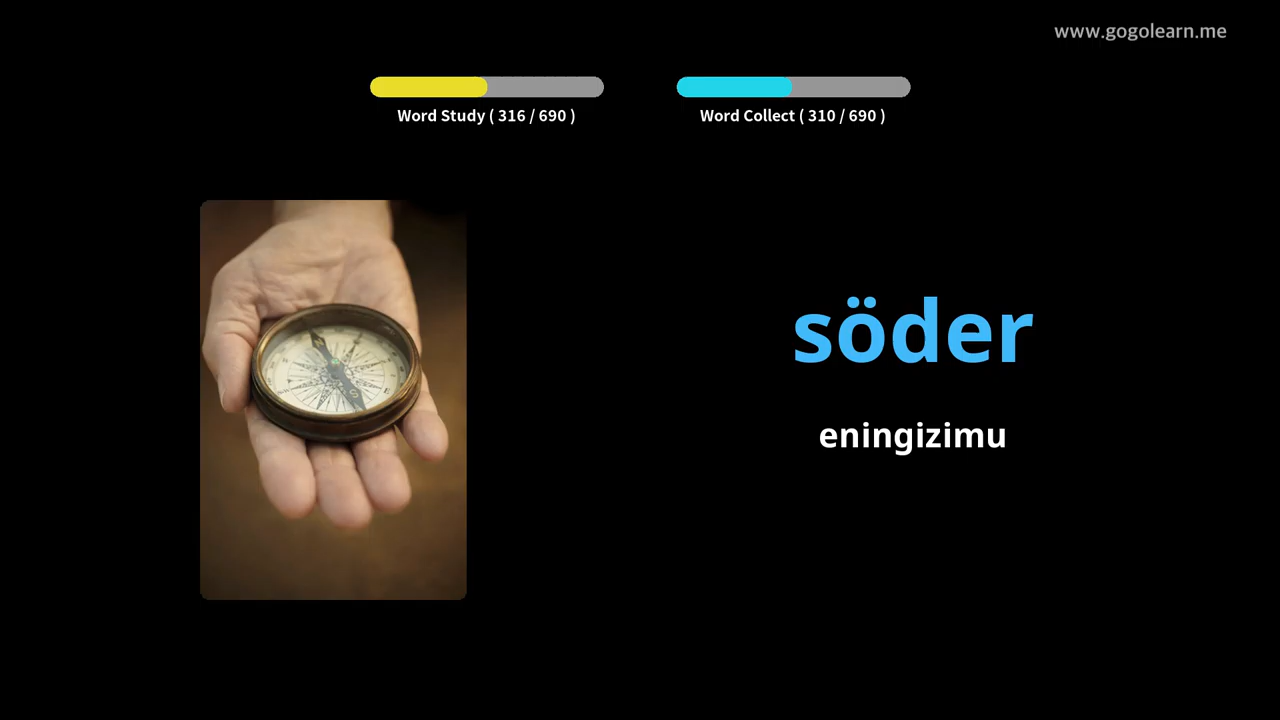 www.gogolearn.me
Word Study ( 316 / 690 )
Word Collect ( 310 / 690 )
söder
eningizimu
N
S
E